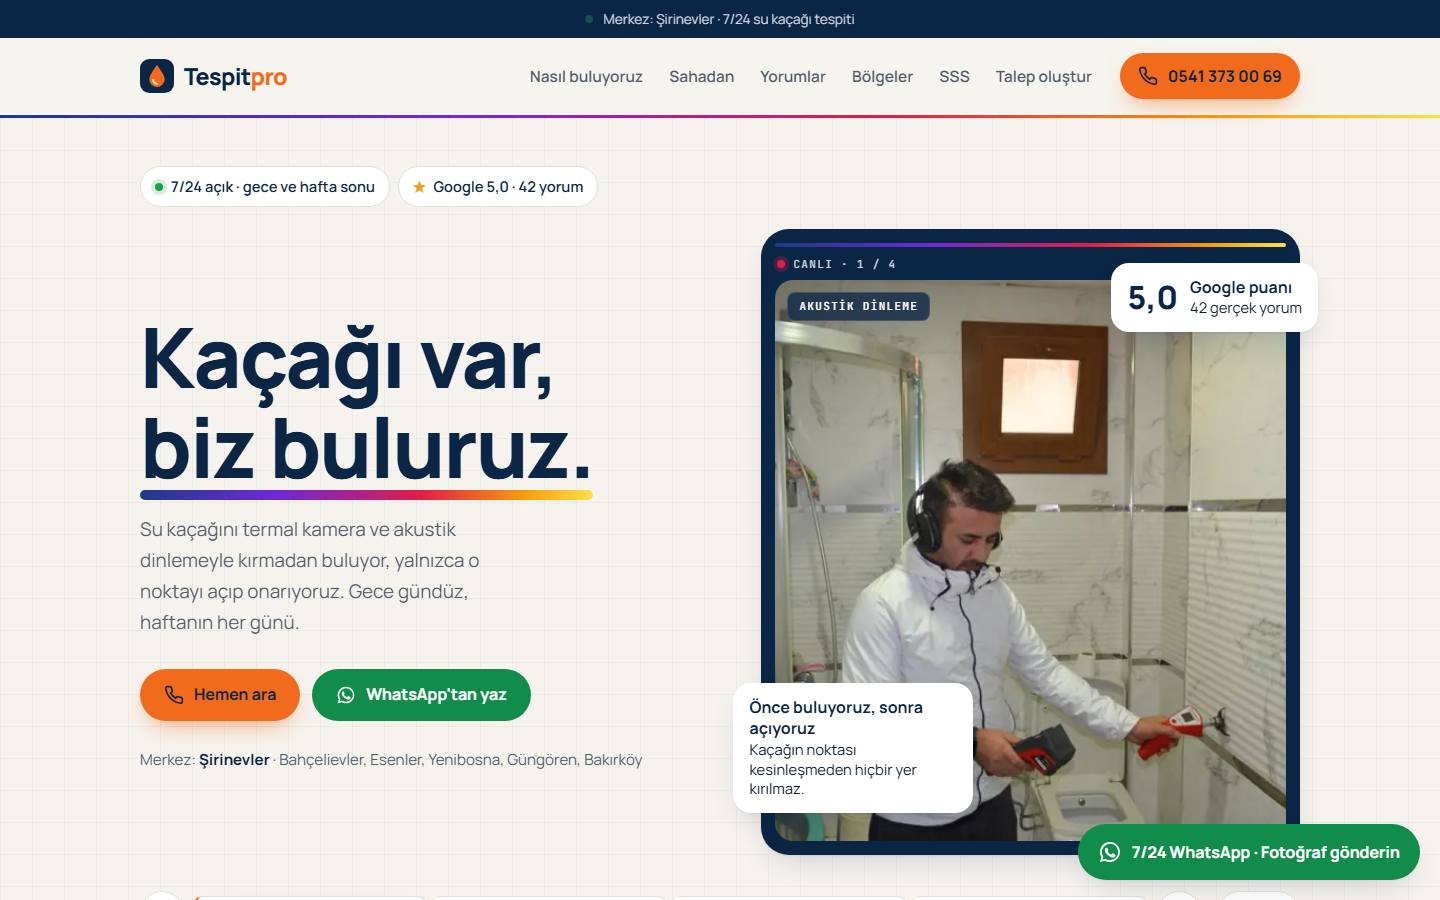 Merkez: Şirinevler · 7/24 su kaçağı tespiti
Tespitpro
Nasıl buluyoruz
Sahadan
Yorumlar
Bölgeler
SSS
Talep oluştur
0541 373 00 69
7/24 açık · gece ve hafta sonu
Google 5,0 · 42 yorum
Kaçağı var,
biz buluruz.
Su kaçağını termal kamera ve akustik
dinlemeyle kırmadan buluyor, yalnızca o
noktayı açıp onarıyoruz. Gece gündüz,
haftanın her günü.
Hemen ara
WhatsApp'tan yaz
Merkez: Şirinevler · Bahçelievler, Esenler, Yenibosna, Güngören, Bakırköy
CANLI · 1 / 4
AKUSTİK DİNLEME
5,0
Google puanı
42 gerçek yorum
Önce buluyoruz, sonra
açıyoruz
Kaçağın noktası
kesinleşmeden hiçbir yer
kırılmaz.
7/24 WhatsApp · Fotoğraf gönderin